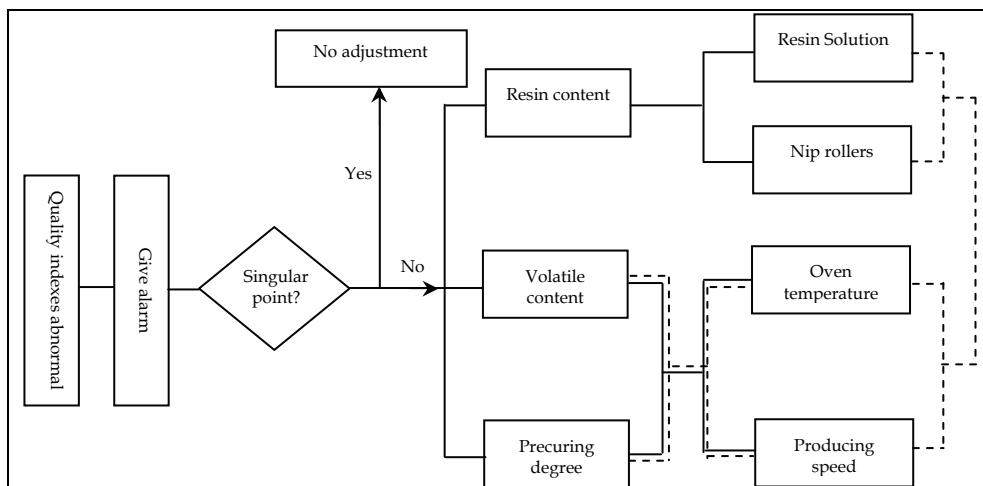 Quality indexes abnormal
Give alarm
Singular
point?
Yes
No
No adjustment
Resin content
Volatile
content
Precuring
degree
Resin Solution
Nip rollers
Oven
temperature
Producing
speed